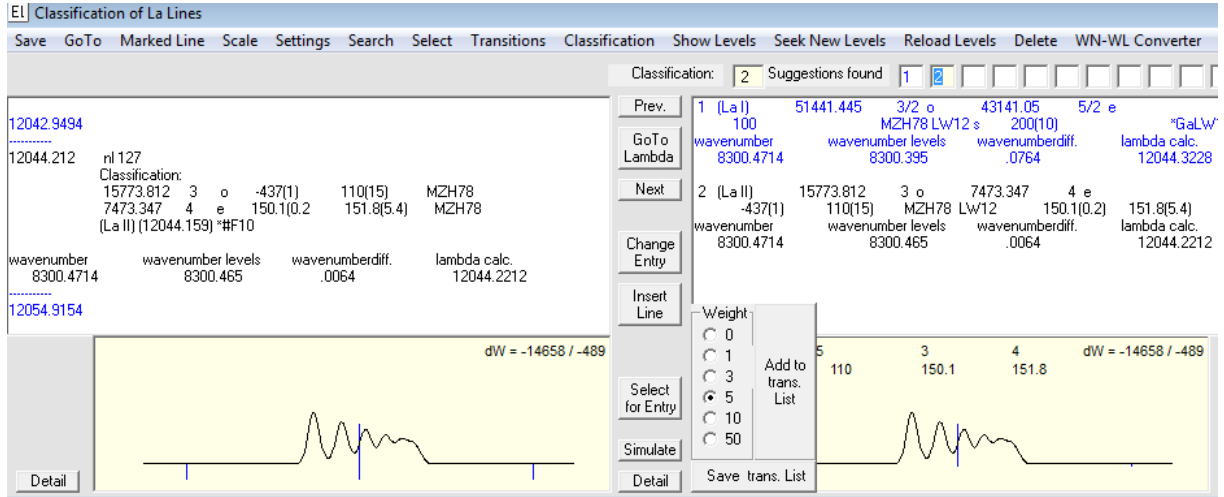 El Classification of La Lines
Save GoTo Marked Line Scale Settings Search Select Transitions Classification Show Levels Seek New Levels Reload Levels Delete WN-WL Converter
Classification: 2 Suggestions found 1 2
12042.9494
----------
12044.212 nl 127
Classification:
15773.812 3 o -437(1) 110(15) MZH78
7473.347 4 e 150.1(0.2 151.8(5.4) MZH78
(La II) (12044.159) *#F10
wavenumber wavenumber levels wavenumberdiff. lambda calc.
8300.4714 8300.465 .0064 12044.2212
----------
12054.9154
Prev.
GoTo
Lambda
Next
Change
Entry
Insert
Line
Select
for Entry
Simulate
Detail
1 (La I) 51441.445 3/2 o 43141.05 5/2 e
100 MZH78 LW12 s 200(10) *GaLW
wavenumber wavenumber levels wavenumberdiff. lambda calc.
8300.4714 8300.395 .0764 12044.3228
2 (La II) 15773.812 3 o 7473.347 4 e
-437(1) 110(15) MZH78 LW12 150.1(0.2) 151.8(5.4)
wavenumber wavenumber levels wavenumberdiff. lambda calc.
8300.4714 8300.465 .0064 12044.2212
Weight
0
1
3
5
10
50
Add to
trans.
List
Save trans. List
dW = -14658 / -489
Detail
5 3 4 dW = -14658 / -489
110 150.1 151.8